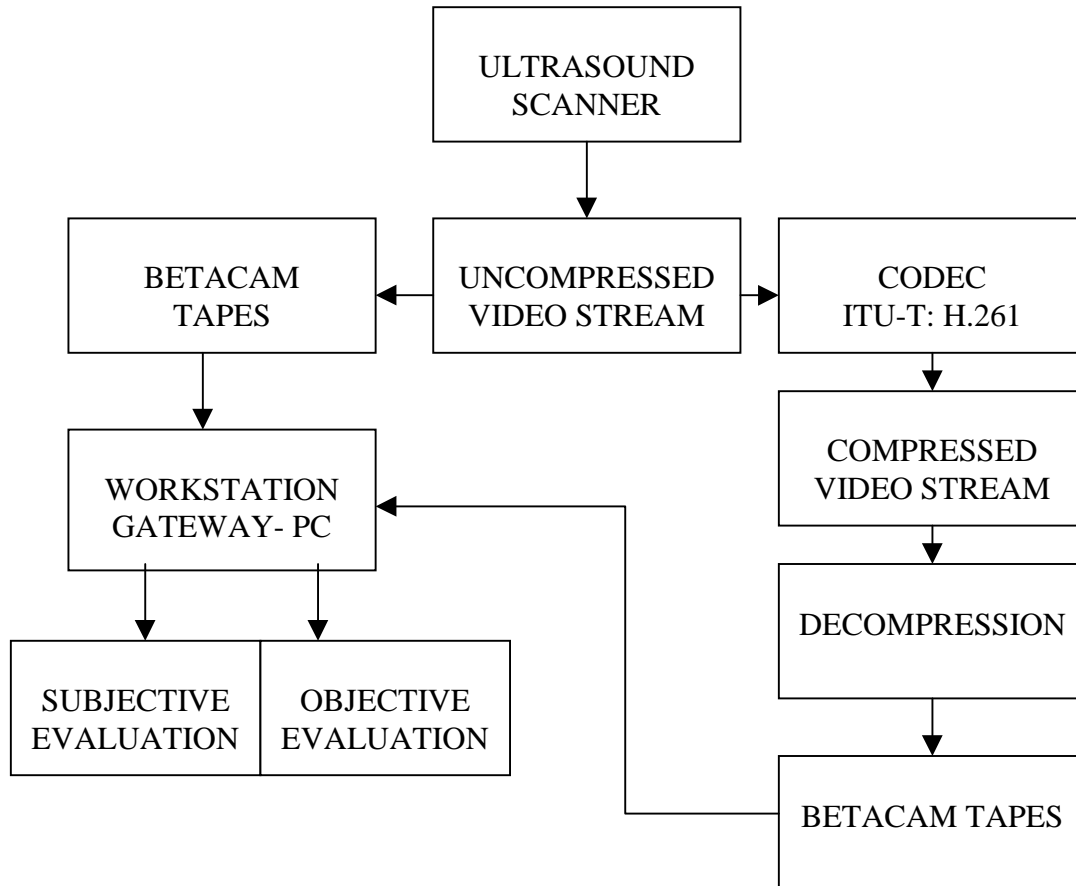 ULTRASOUND
SCANNER
BETACAM
TAPES
UNCOMPRESSED
VIDEO STREAM
CODEC
ITU-T: H.261
WORKSTATION
GATEWAY- PC
COMPRESSED
VIDEO STREAM
DECOMPRESSION
SUBJECTIVE
EVALUATION
OBJECTIVE
EVALUATION
BETACAM TAPES